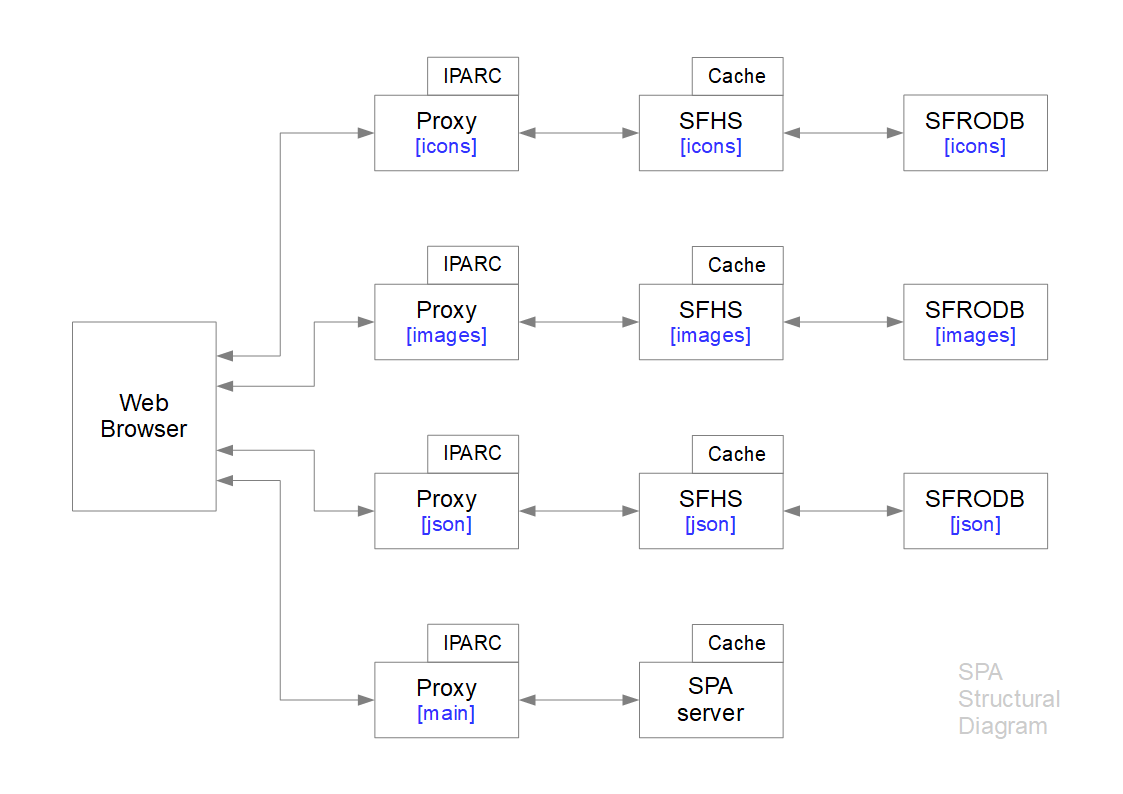 IPARC
Cache
Proxy
[icons]
SFHS
[icons]
SFRODB
[icons]
IPARC
Cache
Proxy
[images]
SFHS
[images]
SFRODB
[images]
Web
Browser
IPARC
Cache
Proxy
[json]
SFHS
[json]
SFRODB
[json]
IPARC
Cache
Proxy
[main]
SPA
server
SPA
Structural
Diagram